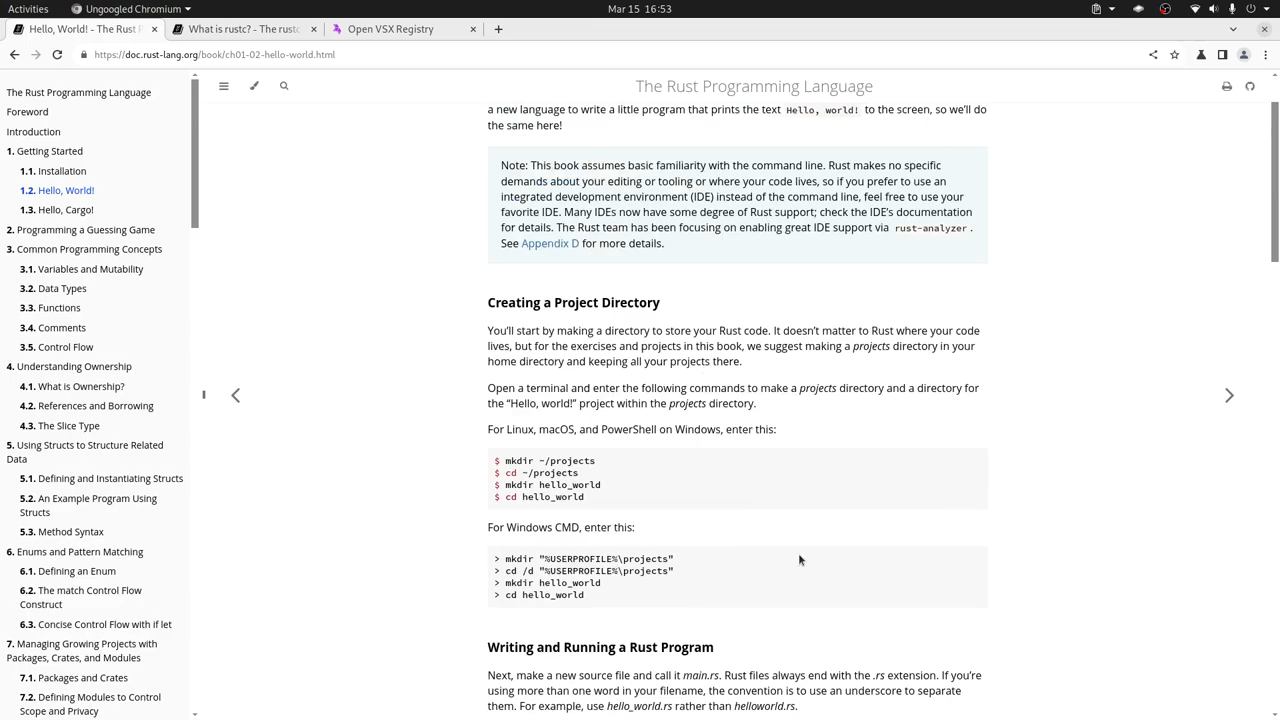 Activities
Ungoogled Chromium
Mar 15 16:53
Hello, World! - The Rust P
What is rustc? - The rustc
Open VSX Registry
https://doc.rust-lang.org/book/ch01-02-hello-world.html
The Rust Programming Language
Foreword
Introduction
1. Getting Started
1.1. Installation
1.2. Hello, World!
1.3. Hello, Cargo!
2. Programming a Guessing Game
3. Common Programming Concepts
3.1. Variables and Mutability
3.2. Data Types
3.3. Functions
3.4. Comments
3.5. Control Flow
4. Understanding Ownership
4.1. What is Ownership?
4.2. References and Borrowing
4.3. The Slice Type
5. Using Structs to Structure Related
Data
5.1. Defining and Instantiating Structs
5.2. An Example Program Using
Structs
5.3. Method Syntax
6. Enums and Pattern Matching
6.1. Defining an Enum
6.2. The match Control Flow
Construct
6.3. Concise Control Flow with if let
7. Managing Growing Projects with
Packages, Crates, and Modules
7.1. Packages and Crates
7.2. Defining Modules to Control
Scope and Privacy
The Rust Programming Language
a new language to write a little program that prints the text Hello, world! to the screen, so we'll do
the same here!
Note: This book assumes basic familiarity with the command line. Rust makes no specific
demands about your editing or tooling or where your code lives, so if you prefer to use an
integrated development environment (IDE) instead of the command line, feel free to use your
favorite IDE. Many IDEs now have some degree of Rust support; check the IDE's documentation
for details. The Rust team has been focusing on enabling great IDE support via rust-analyzer.
See Appendix D for more details.
Creating a Project Directory
You'll start by making a directory to store your Rust code. It doesn't matter to Rust where your code
lives, but for the exercises and projects in this book, we suggest making a projects directory in your
home directory and keeping all your projects there.
Open a terminal and enter the following commands to make a projects directory and a directory for
the “Hello, world!” project within the projects directory.
For Linux, macOS, and PowerShell on Windows, enter this:
$ mkdir ~/projects
$ cd ~/projects
$ mkdir hello_world
$ cd hello_world
For Windows CMD, enter this:
> mkdir "%USERPROFILE%\projects"
> cd /d "%USERPROFILE%\projects"
> mkdir hello_world
> cd hello_world
Writing and Running a Rust Program
Next, make a new source file and call it main.rs. Rust files always end with the .rs extension. If you're
using more than one word in your filename, the convention is to use an underscore to separate
them. For example, use hello_world.rs rather than helloworld.rs.